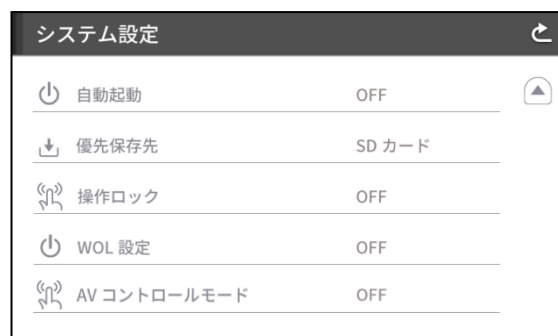 システム設定
自動起動 OFF
優先保存先 SD カード
操作ロック OFF
WOL 設定 OFF
AV コントロールモード OFF